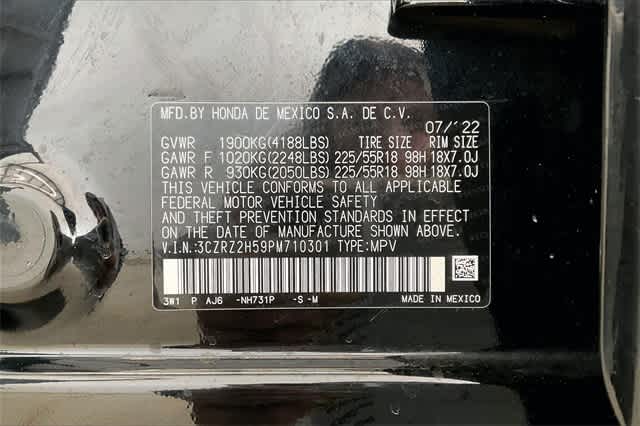 MFD.BY HONDA DE MEXICO S.A. DE C.V.
07/'22
GVWR 1900KG(4188LBS) TIRE SIZE RIM SIZE
GAWR F 1020KG(2248LBS) 225/55R18 98H 18X7.0J
GAWR R 930KG(2050LBS) 225/55R18 98H 18X7.0J
THIS VEHICLE CONFORMS TO ALL APPLICABLE
FEDERAL MOTOR VEHICLE SAFETY
AND THEFT PREVENTION STANDARDS IN EFFECT
ON THE DATE OF MANUFACTURE SHOWN ABOVE.
V.I.N.:3CZRZ2H59PM710301 TYPE:MPV
3W1 P AJ6 -NH731P -S -M MADE IN MEXICO